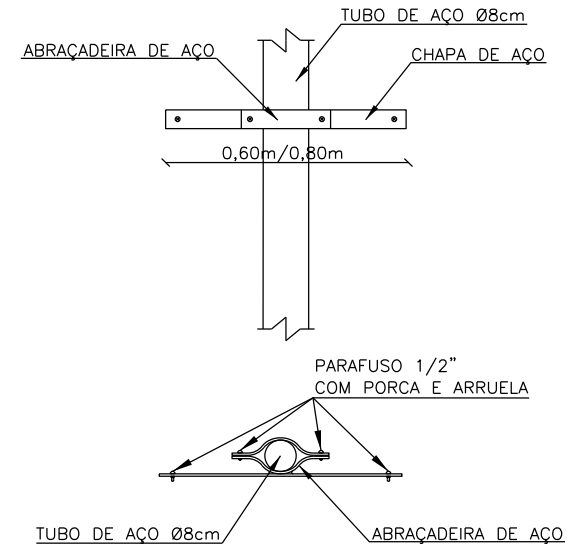 TUBO DE AÇO Ø8cm
ABRAÇADEIRA DE AÇO
CHAPA DE AÇO
0,60m/0,80m
PARAFUSO 1/2"
COM PORCA E ARRUELA
TUBO DE AÇO Ø8cm
ABRAÇADEIRA DE AÇO